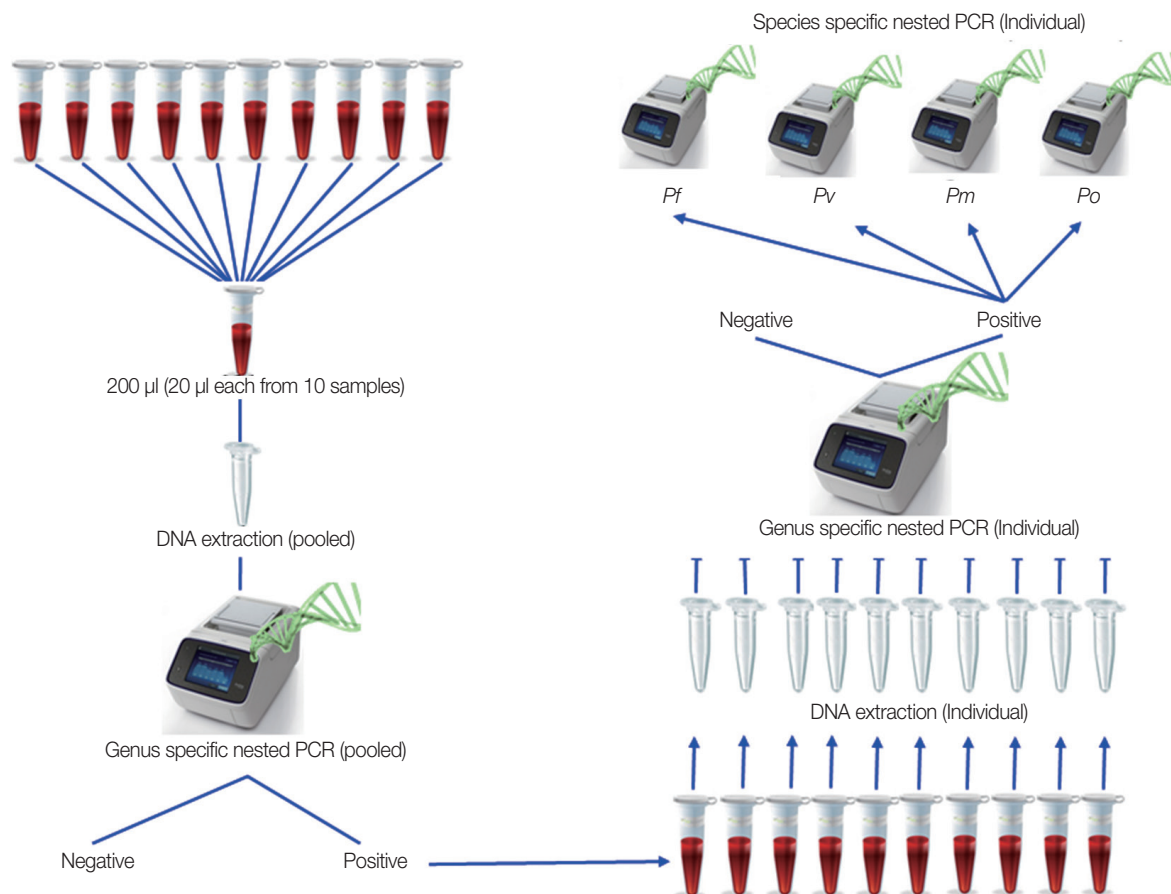 200 µl (20 µl each from 10 samples)
DNA extraction (pooled)
Genus specific nested PCR (pooled)
Negative Positive
Species specific nested PCR (Individual)
Pf Pv Pm Po
Negative Positive
Genus specific nested PCR (Individual)
DNA extraction (Individual)